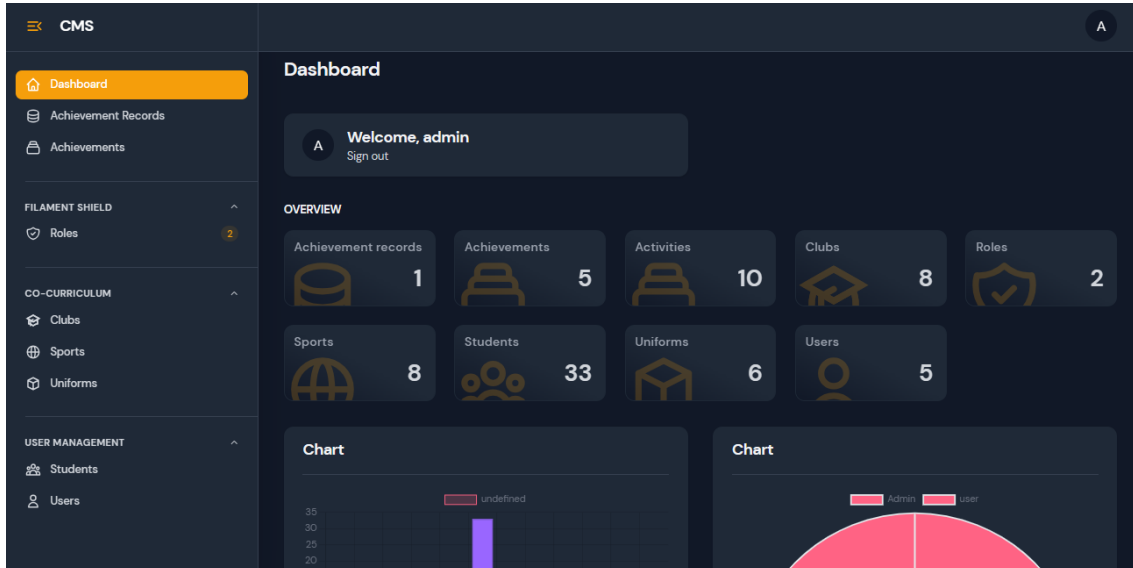 CMS
A
Dashboard
Achievement Records
Achievements
FILAMENT SHIELD
Roles
2
CO-CURRICULUM
Clubs
Sports
Uniforms
USER MANAGEMENT
Students
Users
Dashboard
A
Welcome, admin
Sign out
OVERVIEW
Achievement records
1
Achievements
5
Activities
10
Clubs
8
Roles
2
Sports
8
Students
33
Uniforms
6
Users
5
Chart
undefined
35
30
25
20
Chart
Admin
user